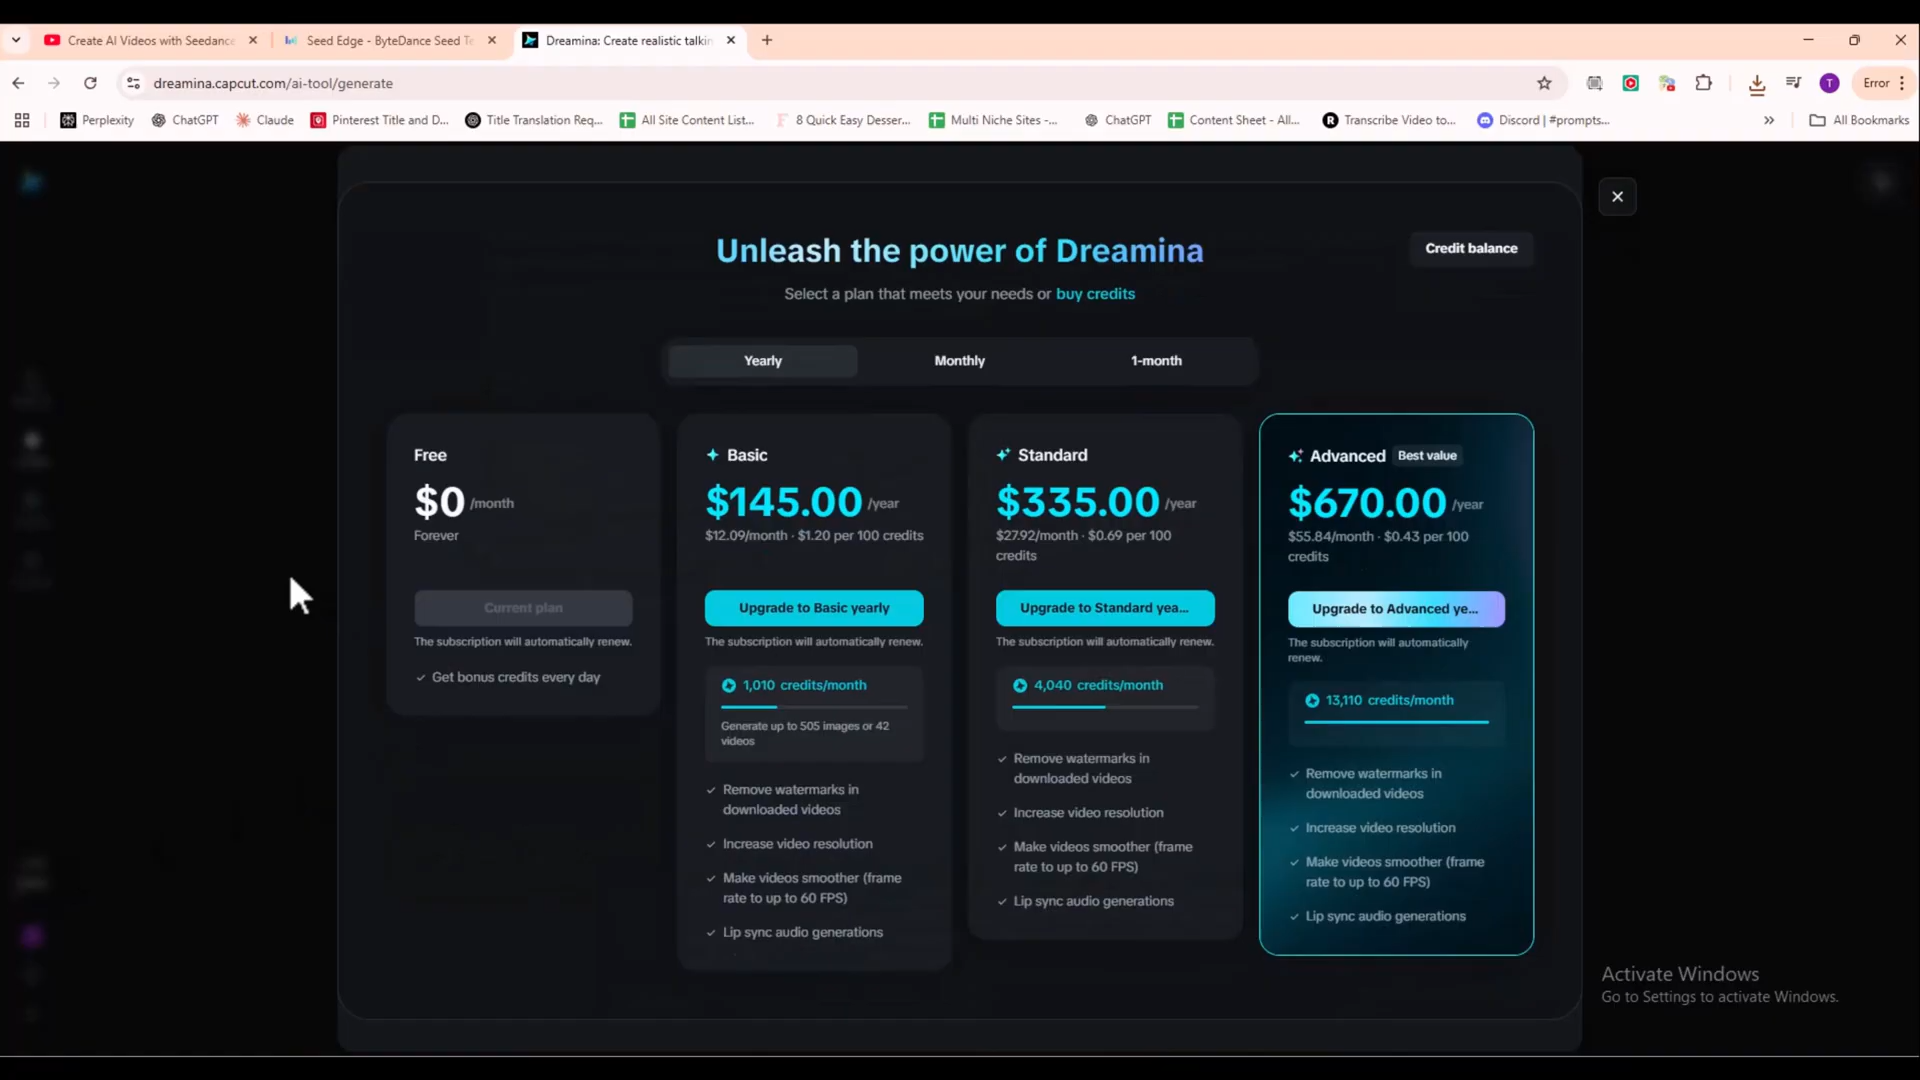 Create AI Videos with Seedance
Seed Edge - ByteDance Seed Te
Dreamina: Create realistic talkin
dreamina.capcut.com/ai-tool/generate
T
Error
Perplexity
ChatGPT
Claude
Pinterest Title and D...
Title Translation Req...
All Site Content List...
8 Quick Easy Desser...
Multi Niche Sites -...
ChatGPT
Content Sheet - All...
Transcribe Video to...
Discord | #prompts...
All Bookmarks
Unleash the power of Dreamina
Credit balance
Select a plan that meets your needs or buy credits
Yearly
Monthly
1-month
Free
$0 /month
Forever
Current plan
The subscription will automatically renew.
Get bonus credits every day
Basic
$145.00 /year
$12.09/month · $1.20 per 100 credits
Upgrade to Basic yearly
The subscription will automatically renew.
1,010 credits/month
Generate up to 505 images or 42
videos
Remove watermarks in
downloaded videos
Increase video resolution
Make videos smoother (frame
rate to up to 60 FPS)
Lip sync audio generations
Standard
$335.00 /year
$27.92/month · $0.69 per 100
credits
Upgrade to Standard yea...
The subscription will automatically renew.
4,040 credits/month
Remove watermarks in
downloaded videos
Increase video resolution
Make videos smoother (frame
rate to up to 60 FPS)
Lip sync audio generations
Advanced Best value
$670.00 /year
$55.84/month · $0.43 per 100
credits
Upgrade to Advanced ye...
The subscription will automatically
renew.
13,110 credits/month
Remove watermarks in
downloaded videos
Increase video resolution
Make videos smoother (frame
rate to up to 60 FPS)
Lip sync audio generations
Activate Windows
Go to Settings to activate Windows.